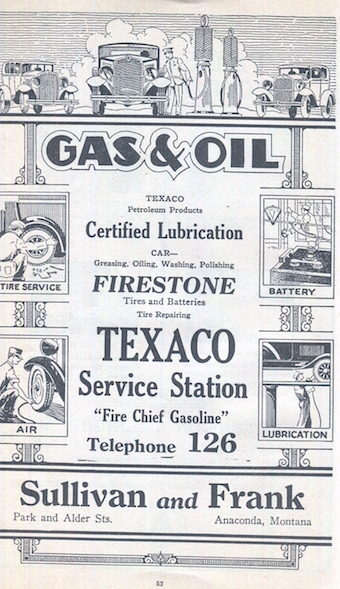 GAS & OIL
TEXACO
Petroleum Products
Certified Lubrication
CAR—
Greasing, Oiling, Washing, Polishing
FIRESTONE
Tires and Batteries
Tire Repairing
TIRE SERVICE
BATTERY
TEXACO
Service Station
"Fire Chief Gasoline"
AIR
LUBRICATION
Telephone 126
Sullivan and Frank
Park and Alder Sts. Anaconda, Montana
52